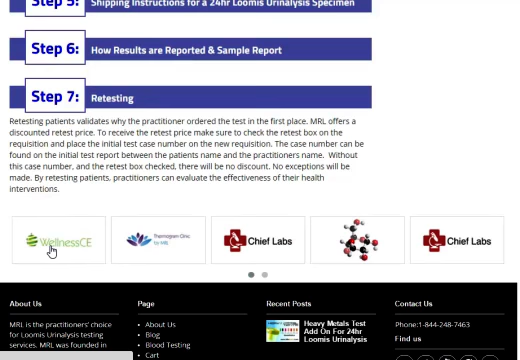 Step 5: Shipping Instructions for a 24hr Loomis Urinalysis Specimen
Step 6: How Results are Reported & Sample Report
Step 7: Retesting
Retesting patients validates why the practitioner ordered the test in the first place. MRL offers a
discounted retest price. To receive the retest price make sure to check the retest box on the
requisition and place the initial test case number on the new requisition. The case number can be
found on the initial test report between the patients name and the practitioners name. Without
this case number, and the retest box checked, there will be no discount. No exceptions will be
made. By retesting patients, practitioners can evaluate the effectiveness of their health
interventions.
WellnessCE
Thermogram Clinic
by MRL
Chief Labs
Chief Labs
About Us
MRL is the practitioners' choice
for Loomis Urinalysis testing
services. MRL was founded in
Page
• About Us
• Blog
• Blood Testing
• Cart
Recent Posts
Heavy Metals Test
Add On For 24hr
Loomis Urinalysis
Contact Us
Phone:1-844-248-7463
Find us